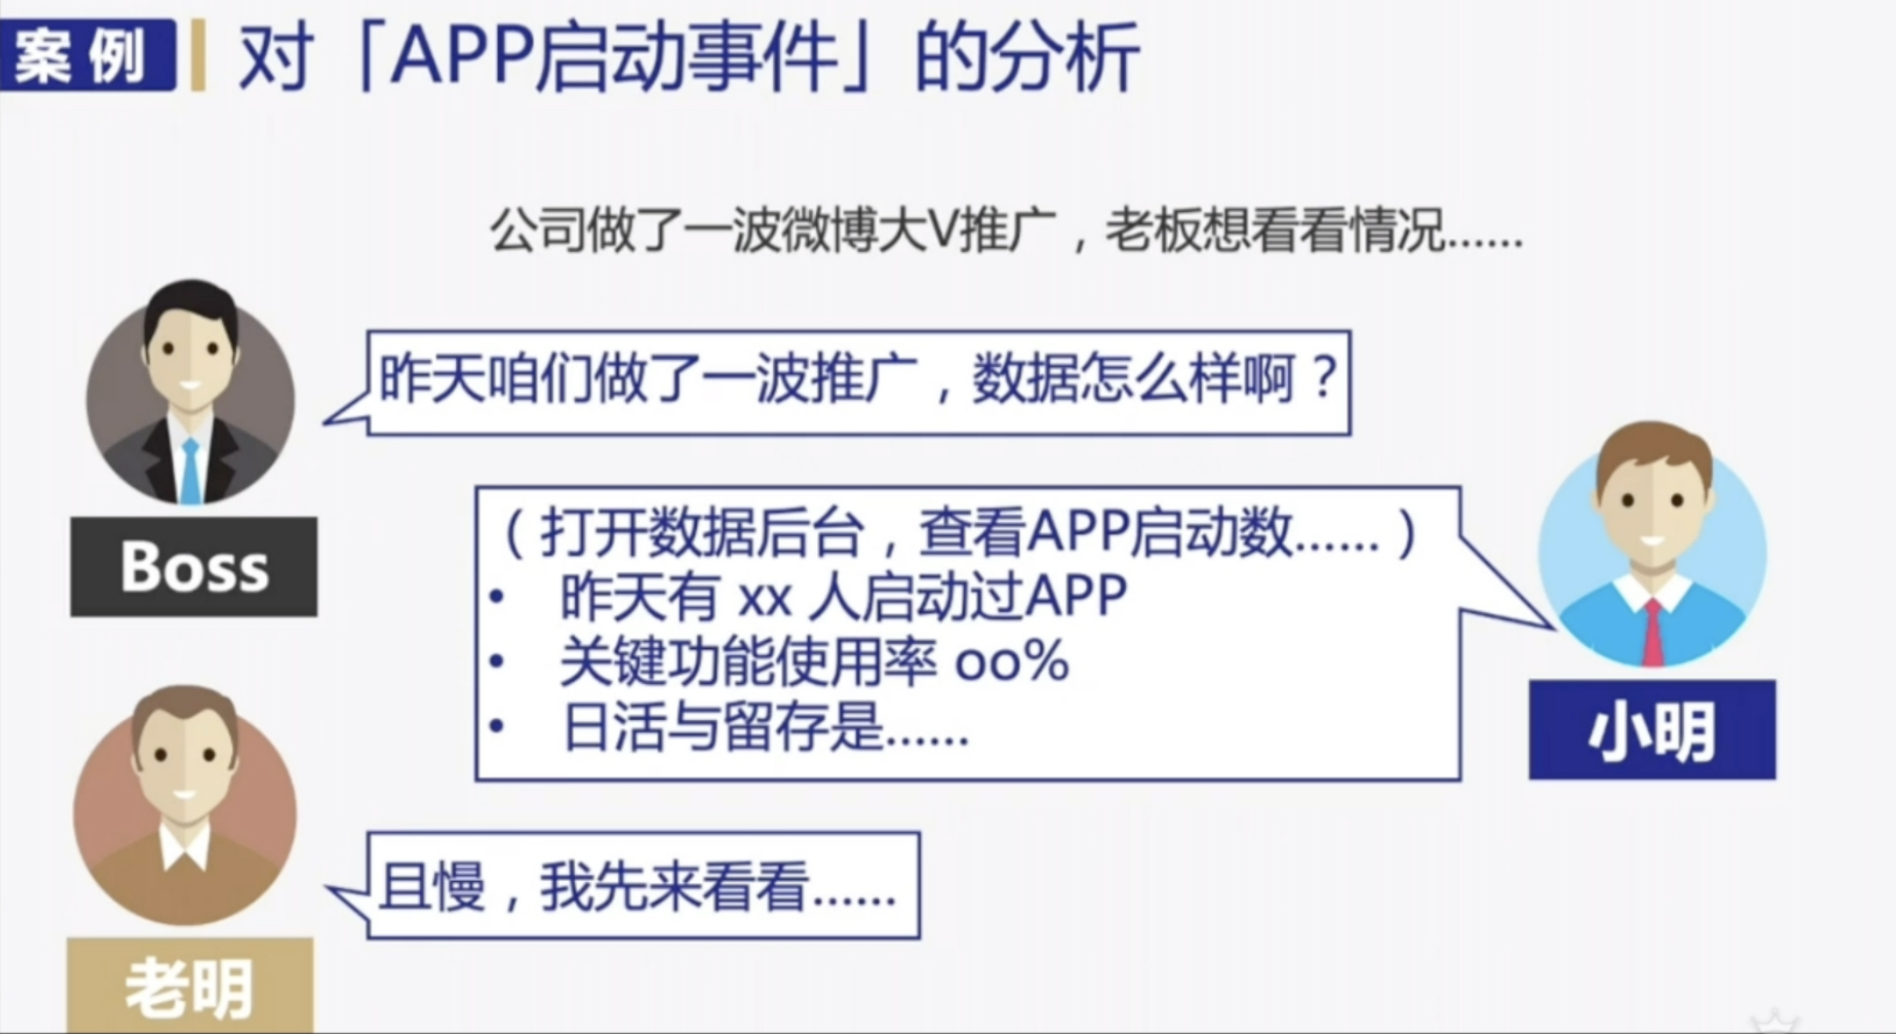 案例
对「APP启动事件」的分析
公司做了一波微博大V推广，老板想看看情况……
昨天咱们做了一波推广，数据怎么样啊？
Boss
（打开数据后台，查看APP启动数……）
• 昨天有 xx 人启动过APP
• 关键功能使用率 oo%
• 日活与留存是……
小明
且慢，我先来看看……
老明